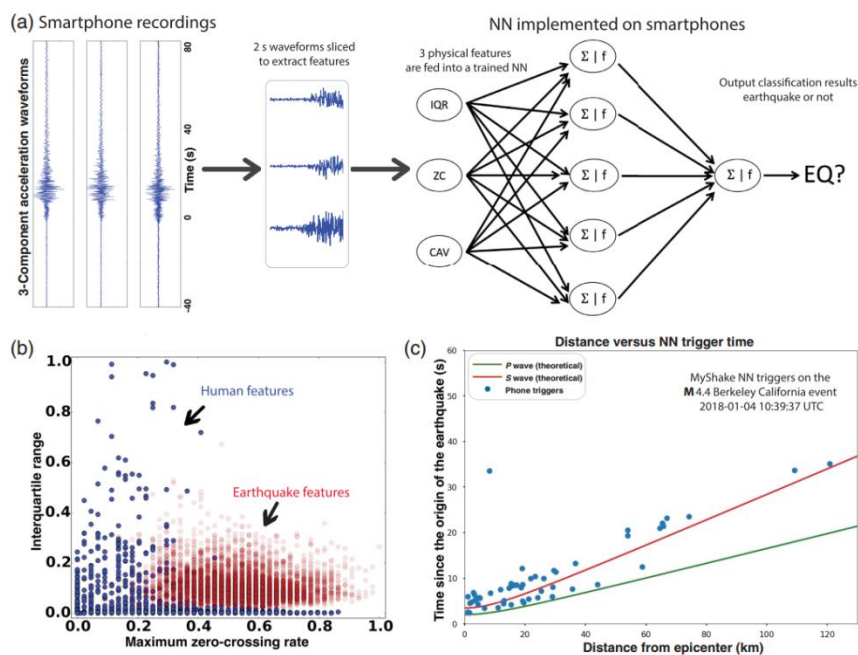 (a) Smartphone recordings
NN implemented on smartphones
3-Component acceleration waveforms
80
40
0
-40
Time (s)
2 s waveforms sliced
to extract features
3 physical features
are fed into a trained NN
IQR
ZC
CAV
Σ | f
Σ | f
Σ | f
Σ | f
Σ | f
Σ | f
Output classification results
earthquake or not
EQ?
(b)
Interquartile range
1.0
0.8
0.6
0.4
0.2
0.0
Human features
Earthquake features
0.0 0.2 0.4 0.6 0.8 1.0
Maximum zero-crossing rate
(c)
Distance versus NN trigger time
Time since the origin of the earthquake (s)
60
50
40
30
20
10
0
P wave (theoretical)
S wave (theoretical)
Phone triggers
MyShake NN triggers on the
M 4.4 Berkeley California event
2018-01-04 10:39:37 UTC
0 20 40 60 80 100 120
Distance from epicenter (km)